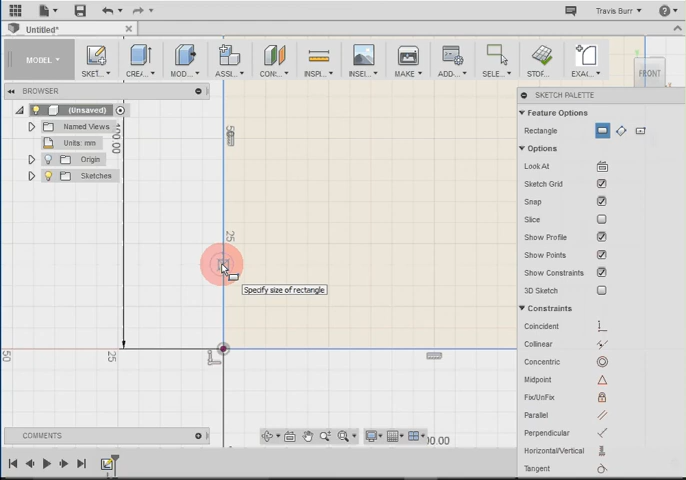 Travis Burr
Untitled*
MODEL
SKET...
CREA...
MOD...
ASSI...
CON...
INSPI...
INSEL...
MAKE
ADD-...
SELE...
STOP...
EXAC...
BROWSER
(Unsaved)
Named Views
Units: mm
Origin
Sketches
FRONT
SKETCH PALETTE
Feature Options
Rectangle
Options
Look At
Sketch Grid
Snap
Slice
Show Profile
Show Points
Show Constraints
3D Sketch
Constraints
Coincident
Collinear
Concentric
Midpoint
Fix/UnFix
Parallel
Perpendicular
Horizontal/Vertical
Tangent
50
25
Specify size of rectangle
50
25
COMMENTS